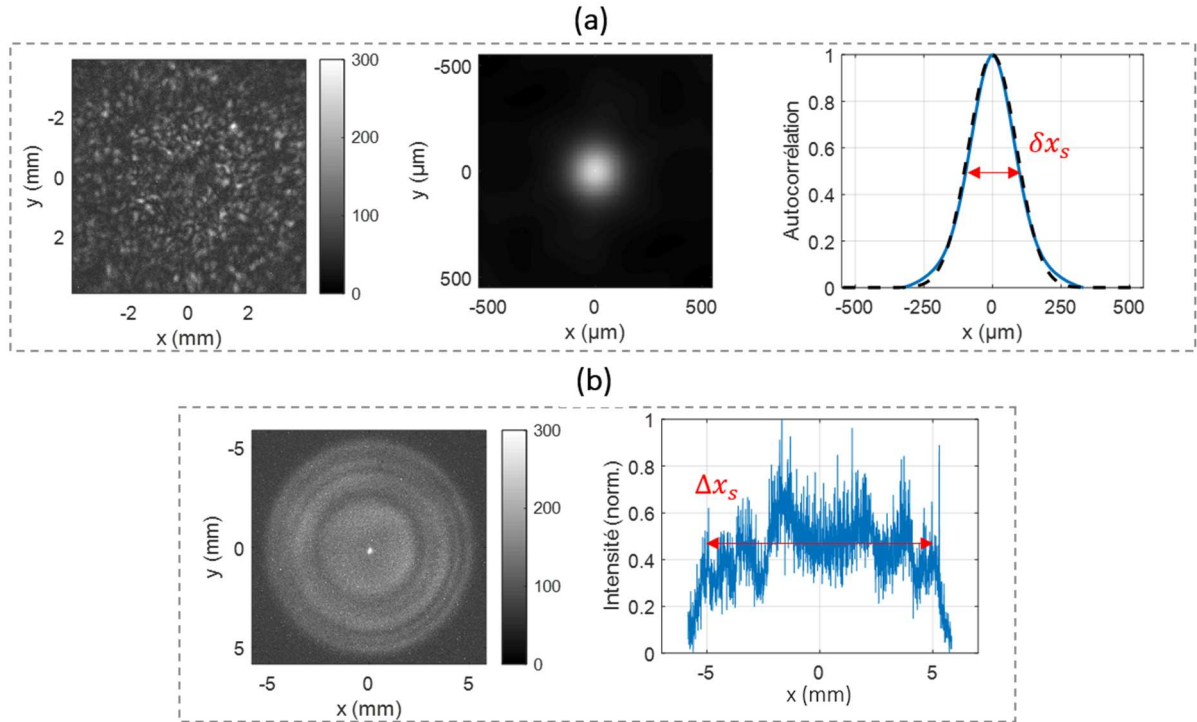 (a)
300
200
100
0
-2
0
2
y (mm)
-2 0 2
x (mm)
-500
0
500
y (µm)
-500 0 500
x (µm)
1
0.8
0.6
0.4
0.2
0
Autocorrélation
δxₛ
-500 -250 0 250 500
x (µm)
(b)
300
200
100
0
-5
0
5
y (mm)
-5 0 5
x (mm)
1
0.8
0.6
0.4
0.2
0
Intensité (norm.)
Δxₛ
-5 0 5
x (mm)